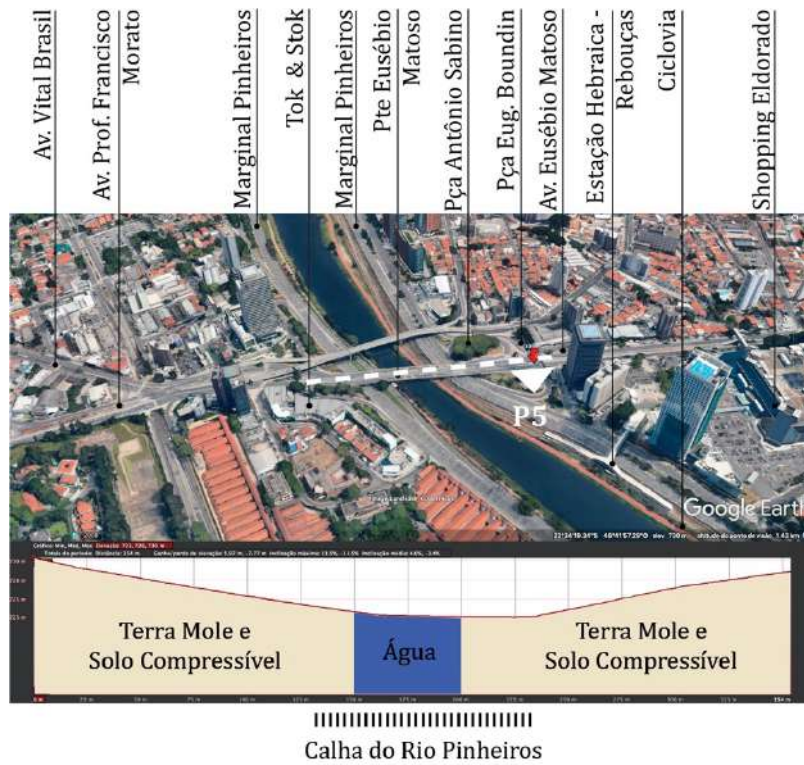 Av. Vital Brasil
Av. Prof. Francisco
Morato
Marginal Pinheiros
Tok & Stok
Marginal Pinheiros
Pte Eusébio
Matoso
Pça Antônio Sabino
Pça Eug. Boundin
Av. Eusébio Matoso
Estação Hebraica -
Rebouças
Ciclovia
Shopping Eldorado
P5
Google Earth
Terra Mole e
Solo Compressível
Água
Terra Mole e
Solo Compressível
Calha do Rio Pinheiros